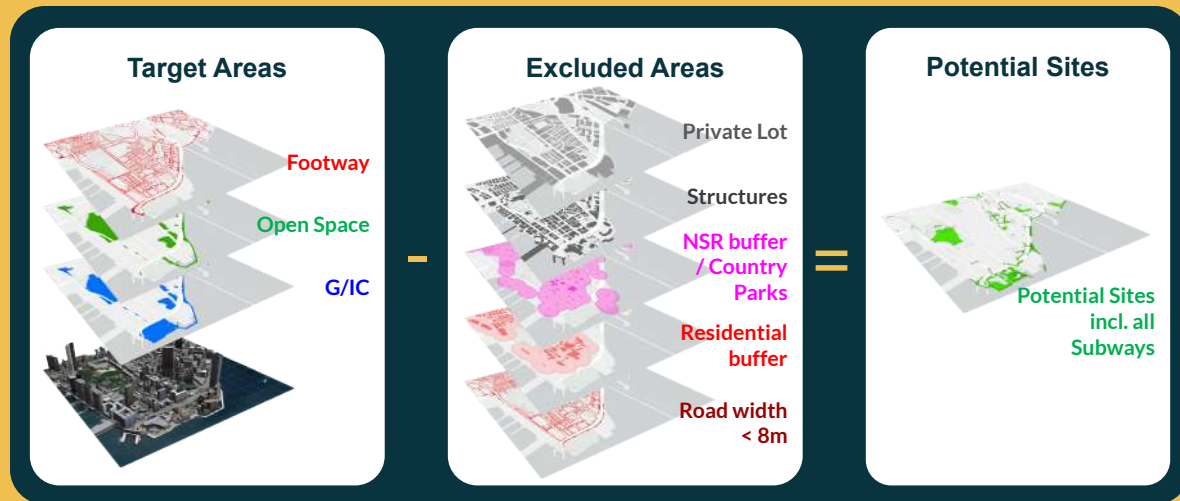 Target Areas
Footway
Open Space
G/IC
-
Excluded Areas
Private Lot
Structures
NSR buffer
/ Country
Parks
Residential
buffer
Road width
< 8m
=
Potential Sites
Potential Sites
incl. all
Subways